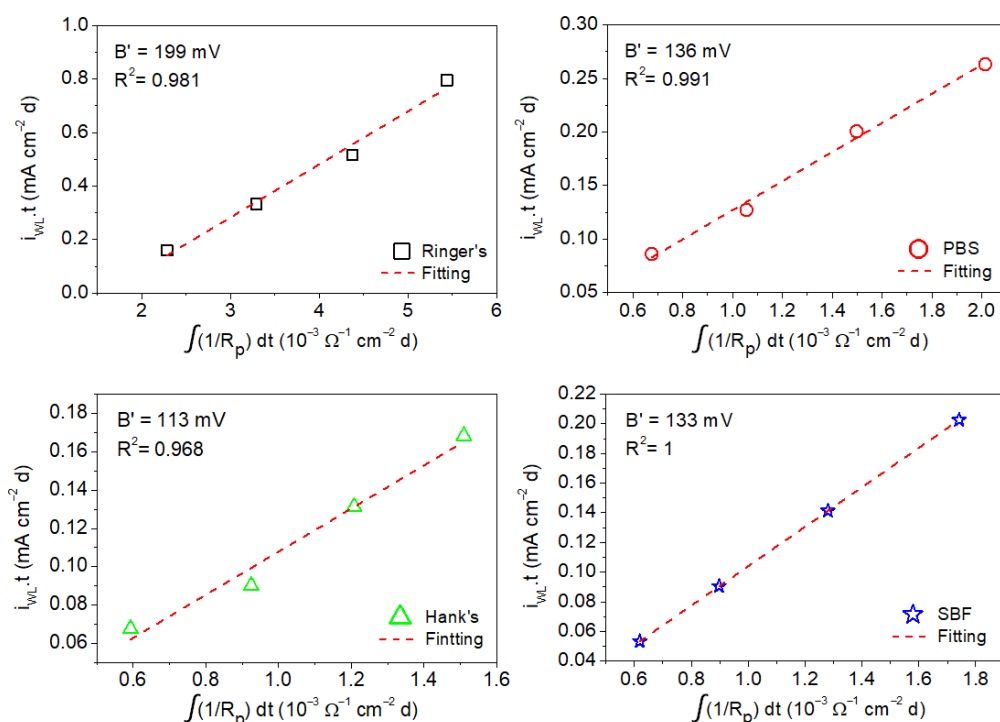 B' = 199 mV
R²= 0.981
1.0
0.8
0.6
0.4
0.2
0.0
i_WL.t (mA cm⁻² d)
Ringer's
Fitting
2
3
4
5
6
∫(1/R_p) dt (10⁻³ Ω⁻¹ cm⁻² d)
B' = 136 mV
R²= 0.991
0.30
0.25
0.20
0.15
0.10
0.05
i_WL.t (mA cm⁻² d)
PBS
Fitting
0.6
0.8
1.0
1.2
1.4
1.6
1.8
2.0
∫(1/R_p) dt (10⁻³ Ω⁻¹ cm⁻² d)
B' = 113 mV
R²= 0.968
0.18
0.16
0.14
0.12
0.10
0.08
0.06
i_WL.t (mA cm⁻² d)
Hank's
Fintting
0.6
0.8
1.0
1.2
1.4
1.6
∫(1/R_p) dt (10⁻³ Ω⁻¹ cm⁻² d)
B' = 133 mV
R²= 1
0.22
0.20
0.18
0.16
0.14
0.12
0.10
0.08
0.06
0.04
i_WL.t (mA cm⁻² d)
SBF
Fitting
0.6
0.8
1.0
1.2
1.4
1.6
1.8
∫(1/R_p) dt (10⁻³ Ω⁻¹ cm⁻² d)